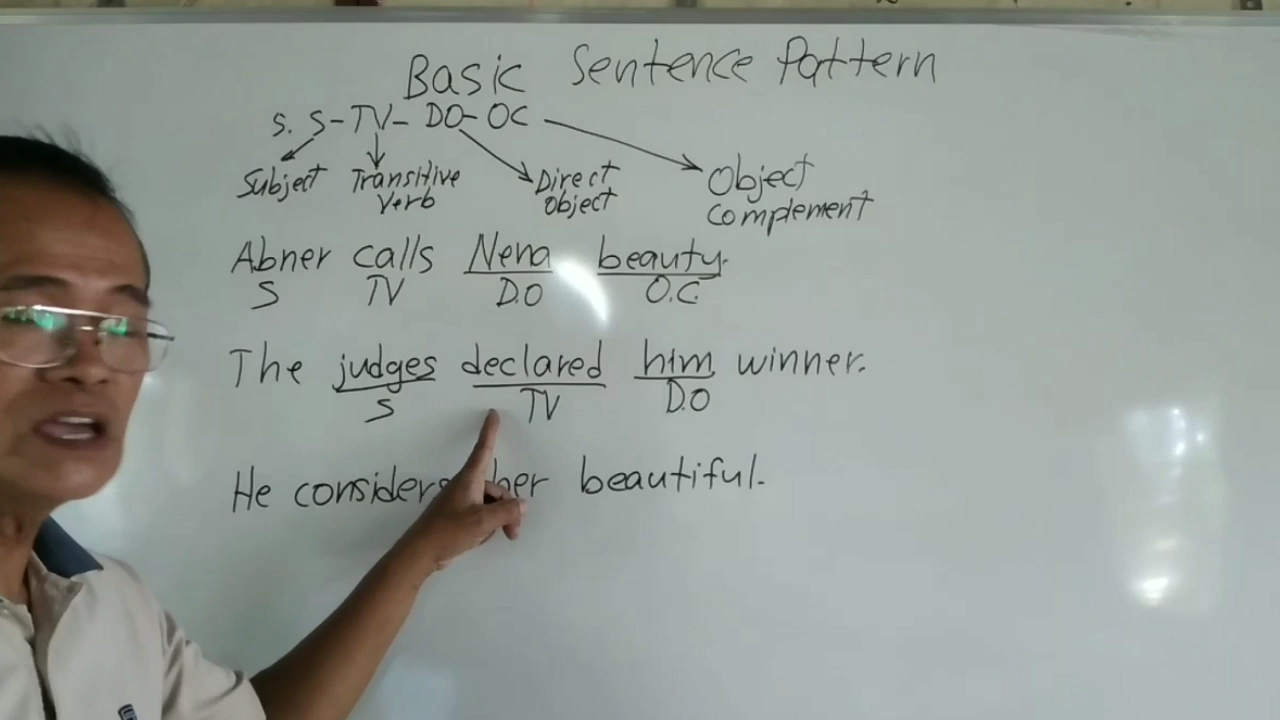 Basic Sentence Pattern
5. S-TV-DO-OC
Subject Transitive Verb Direct Object Object Complement
Abner calls Nena beauty.
S TV D.O O.C.
The judges declared him winner.
S TV D.O
He considers her beautiful.